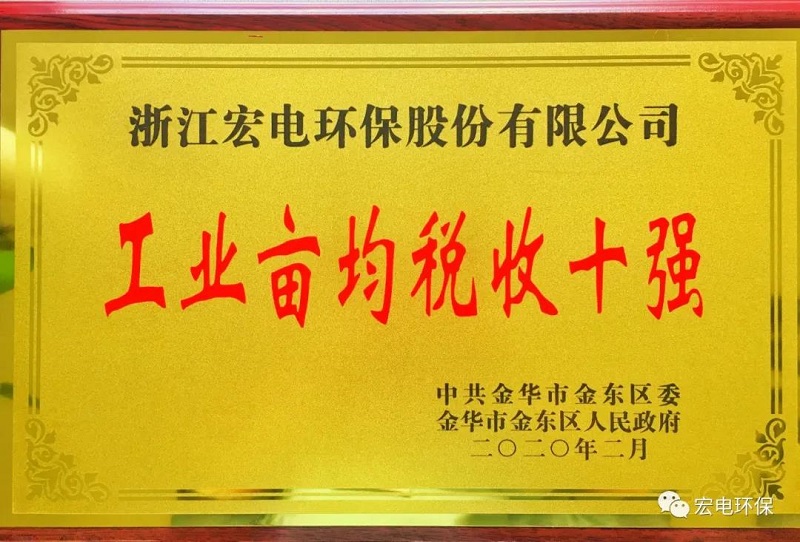 浙江宏电环保股份有限公司
工业亩均税收十强
中共金华市金东区委
金华市金东区人民政府
二〇二〇年二月
宏电环保